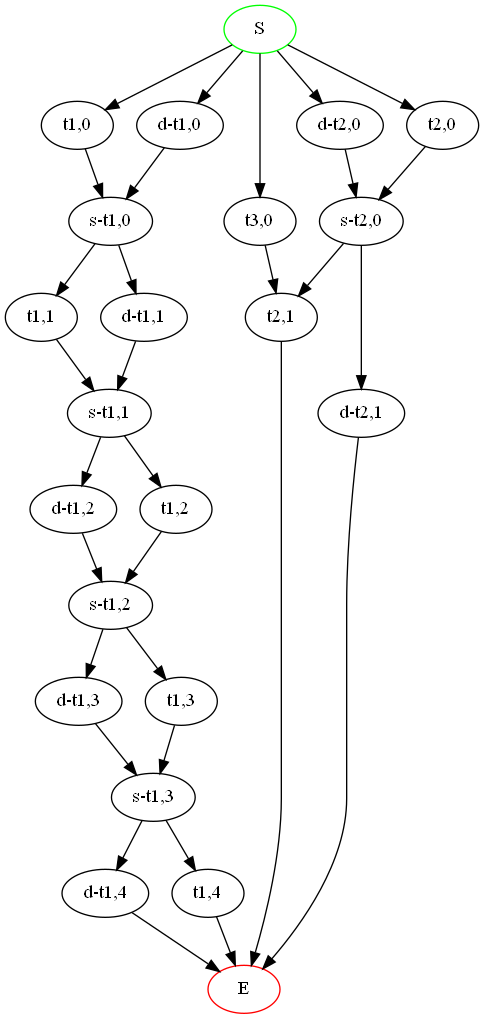 S
t1,0
d-t1,0
d-t2,0
t2,0
s-t1,0
t3,0
s-t2,0
t1,1
d-t1,1
t2,1
s-t1,1
d-t2,1
d-t1,2
t1,2
s-t1,2
d-t1,3
t1,3
s-t1,3
d-t1,4
t1,4
E